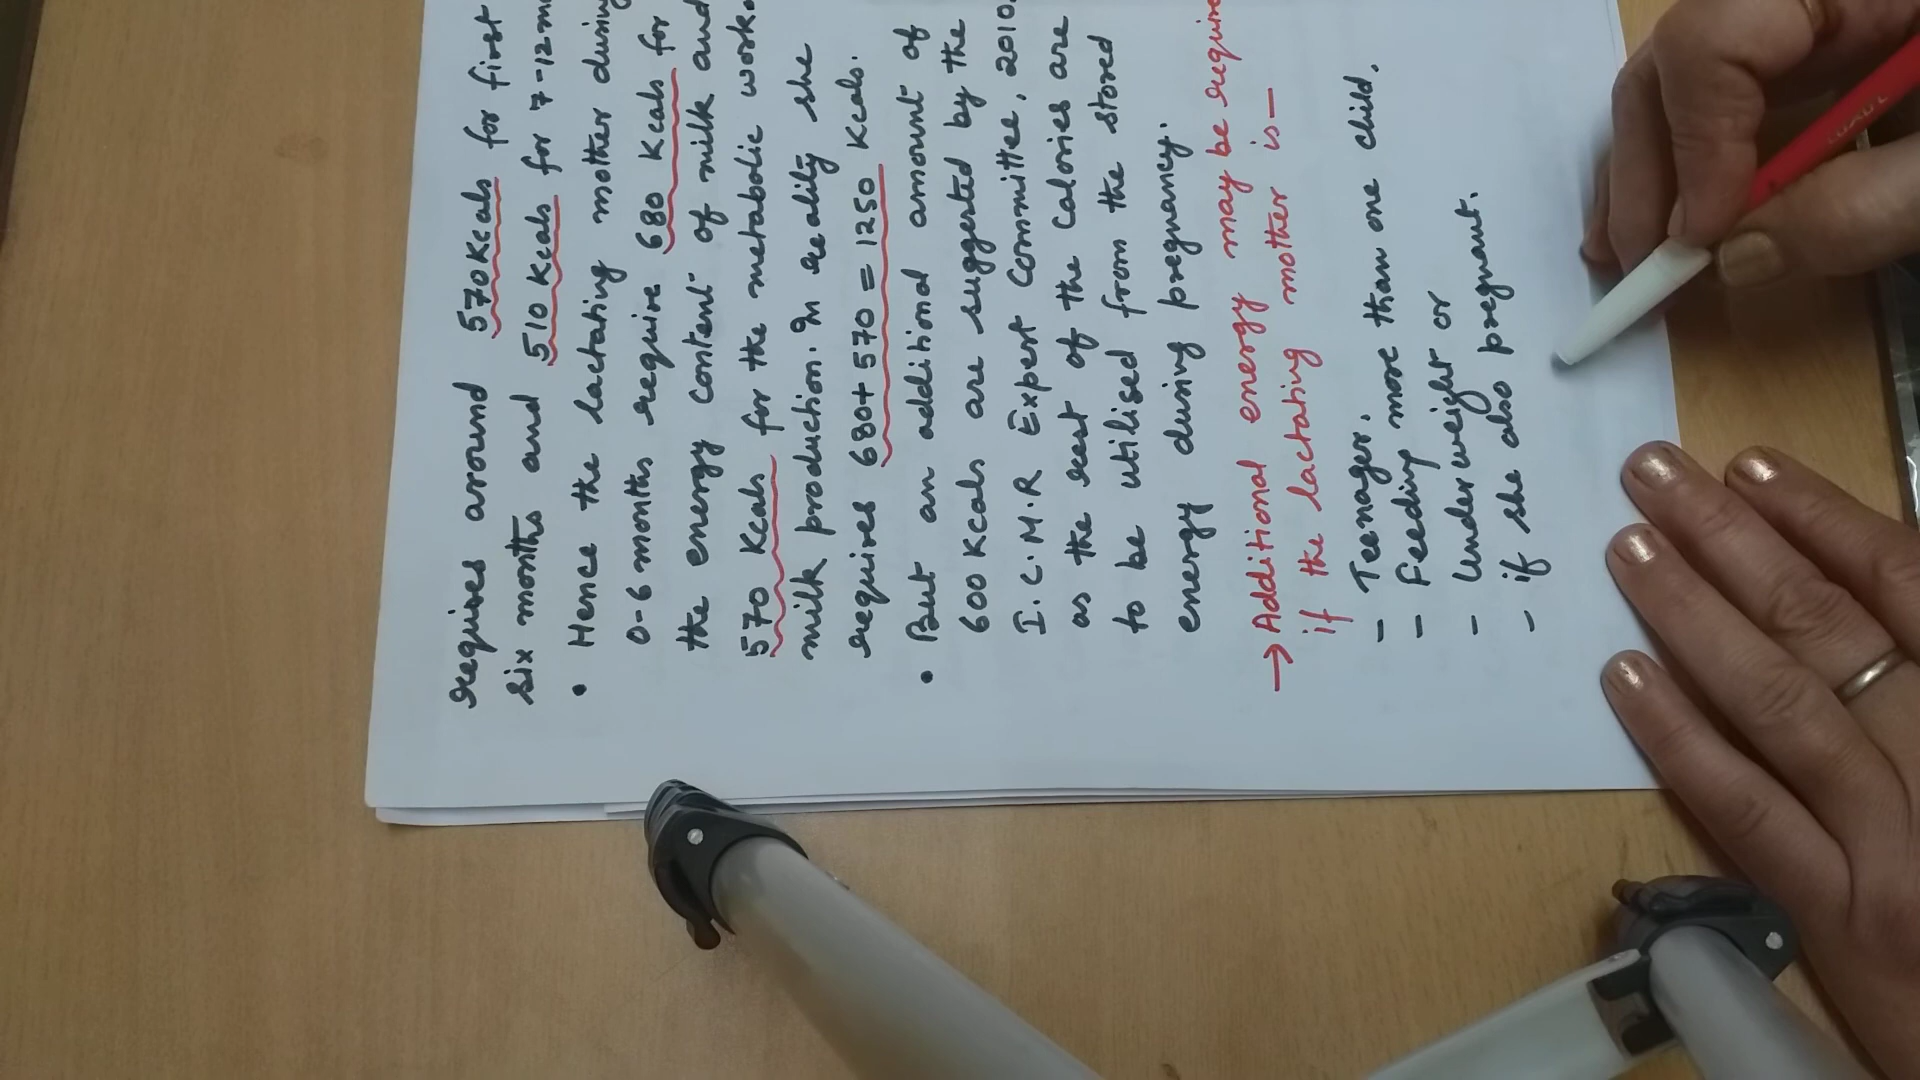 requires around 570 Kcals for first
six months and 510 Kcals for 7-12 m
• Hence the lactating mother during
0-6 months require 680 Kcals for
the energy content of milk and
570 Kcals for the metabolic work.
milk production. In reality she
requires 680+570 = 1250 Kcals.
• But an additional amount of
600 Kcals are suggested by the
I.C.M.R Expert Committee, 2010.
as the rest of the Calories are
to be utilised from the stored
energy during pregnancy.
→ Additional energy may be require
if the lactating mother is—
- Teenager.
- Feeding more than one child.
- Underweight or
- if she also pregnant.